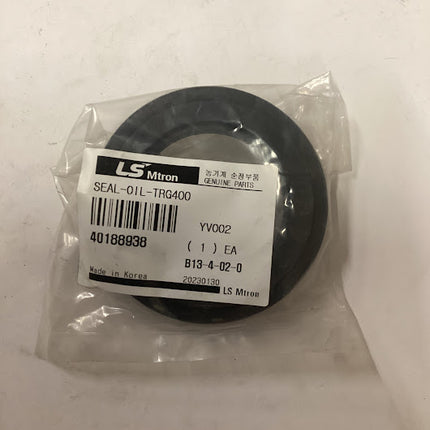 LS Mtron
농기계 순정부품
GENUINE PARTS
SEAL-OIL-TRG400
YV002
40188938
( 1 ) EA
B13-4-02-0
Made in Korea
20230130
LS Mtron